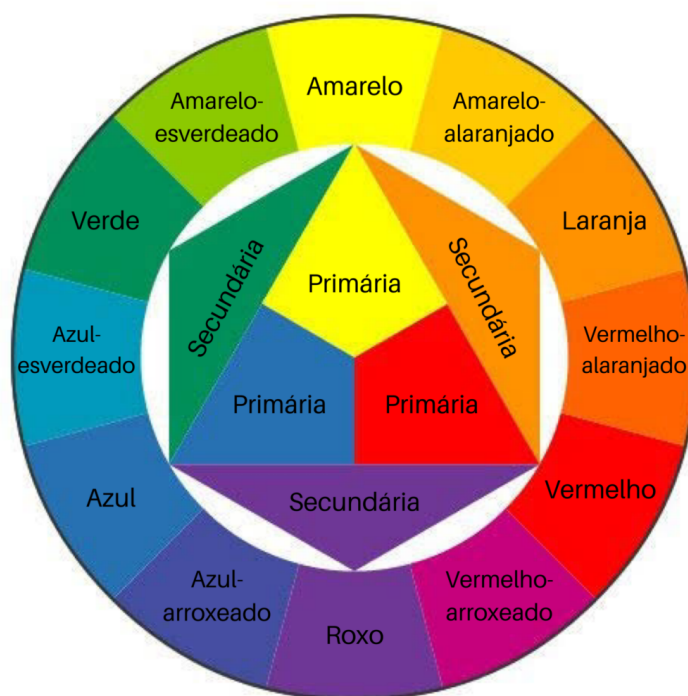 Amarelo
Amarelo-
esverdeado
Amarelo-
alaranjado
Verde
Laranja
Secundária
Primária
Secundária
Azul-
esverdeado
Vermelho-
alaranjado
Primária
Primária
Azul
Secundária
Vermelho
Azul-
arroxeado
Vermelho-
arroxeado
Roxo